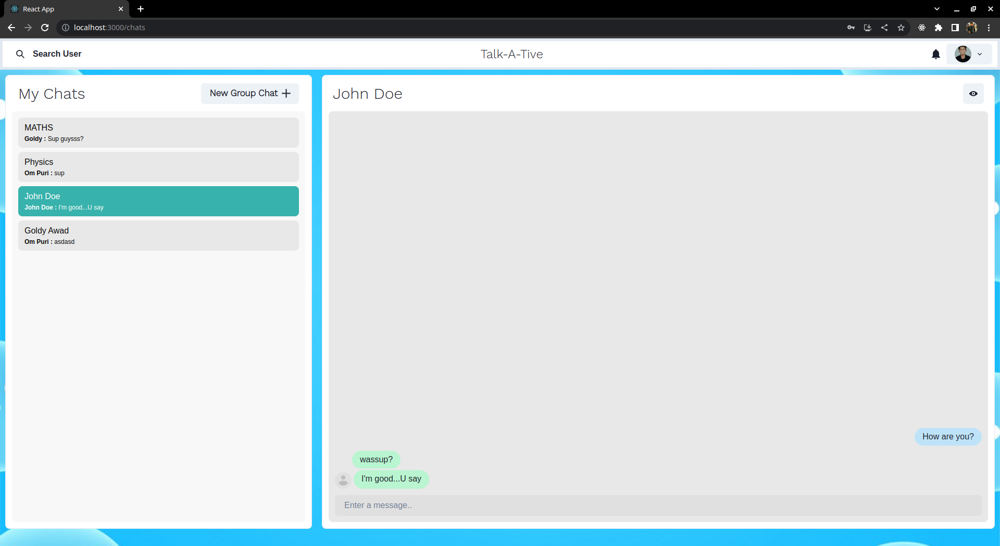 React App
localhost:3000/chats
Search User
Talk-A-Tive
My Chats
New Group Chat
MATHS
Goldy : Sup guysss?
Physics
Om Puri : sup
John Doe
John Doe : I'm good...U say
Goldy Awad
Om Puri : asdasd
John Doe
How are you?
wassup?
I'm good...U say
Enter a message..